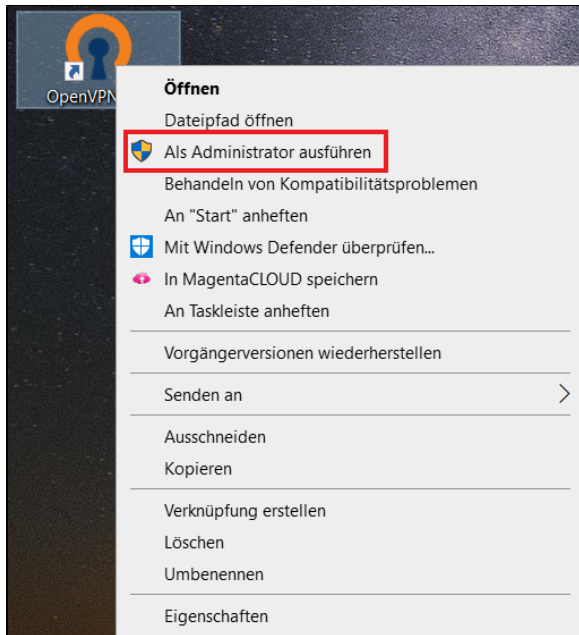 OpenVPN
Öffnen
Dateipfad öffnen
Als Administrator ausführen
Behandeln von Kompatibilitätsproblemen
An "Start" anheften
Mit Windows Defender überprüfen...
In MagentaCLOUD speichern
An Taskleiste anheften
Vorgängerversionen wiederherstellen
Senden an
Ausschneiden
Kopieren
Verknüpfung erstellen
Löschen
Umbenennen
Eigenschaften